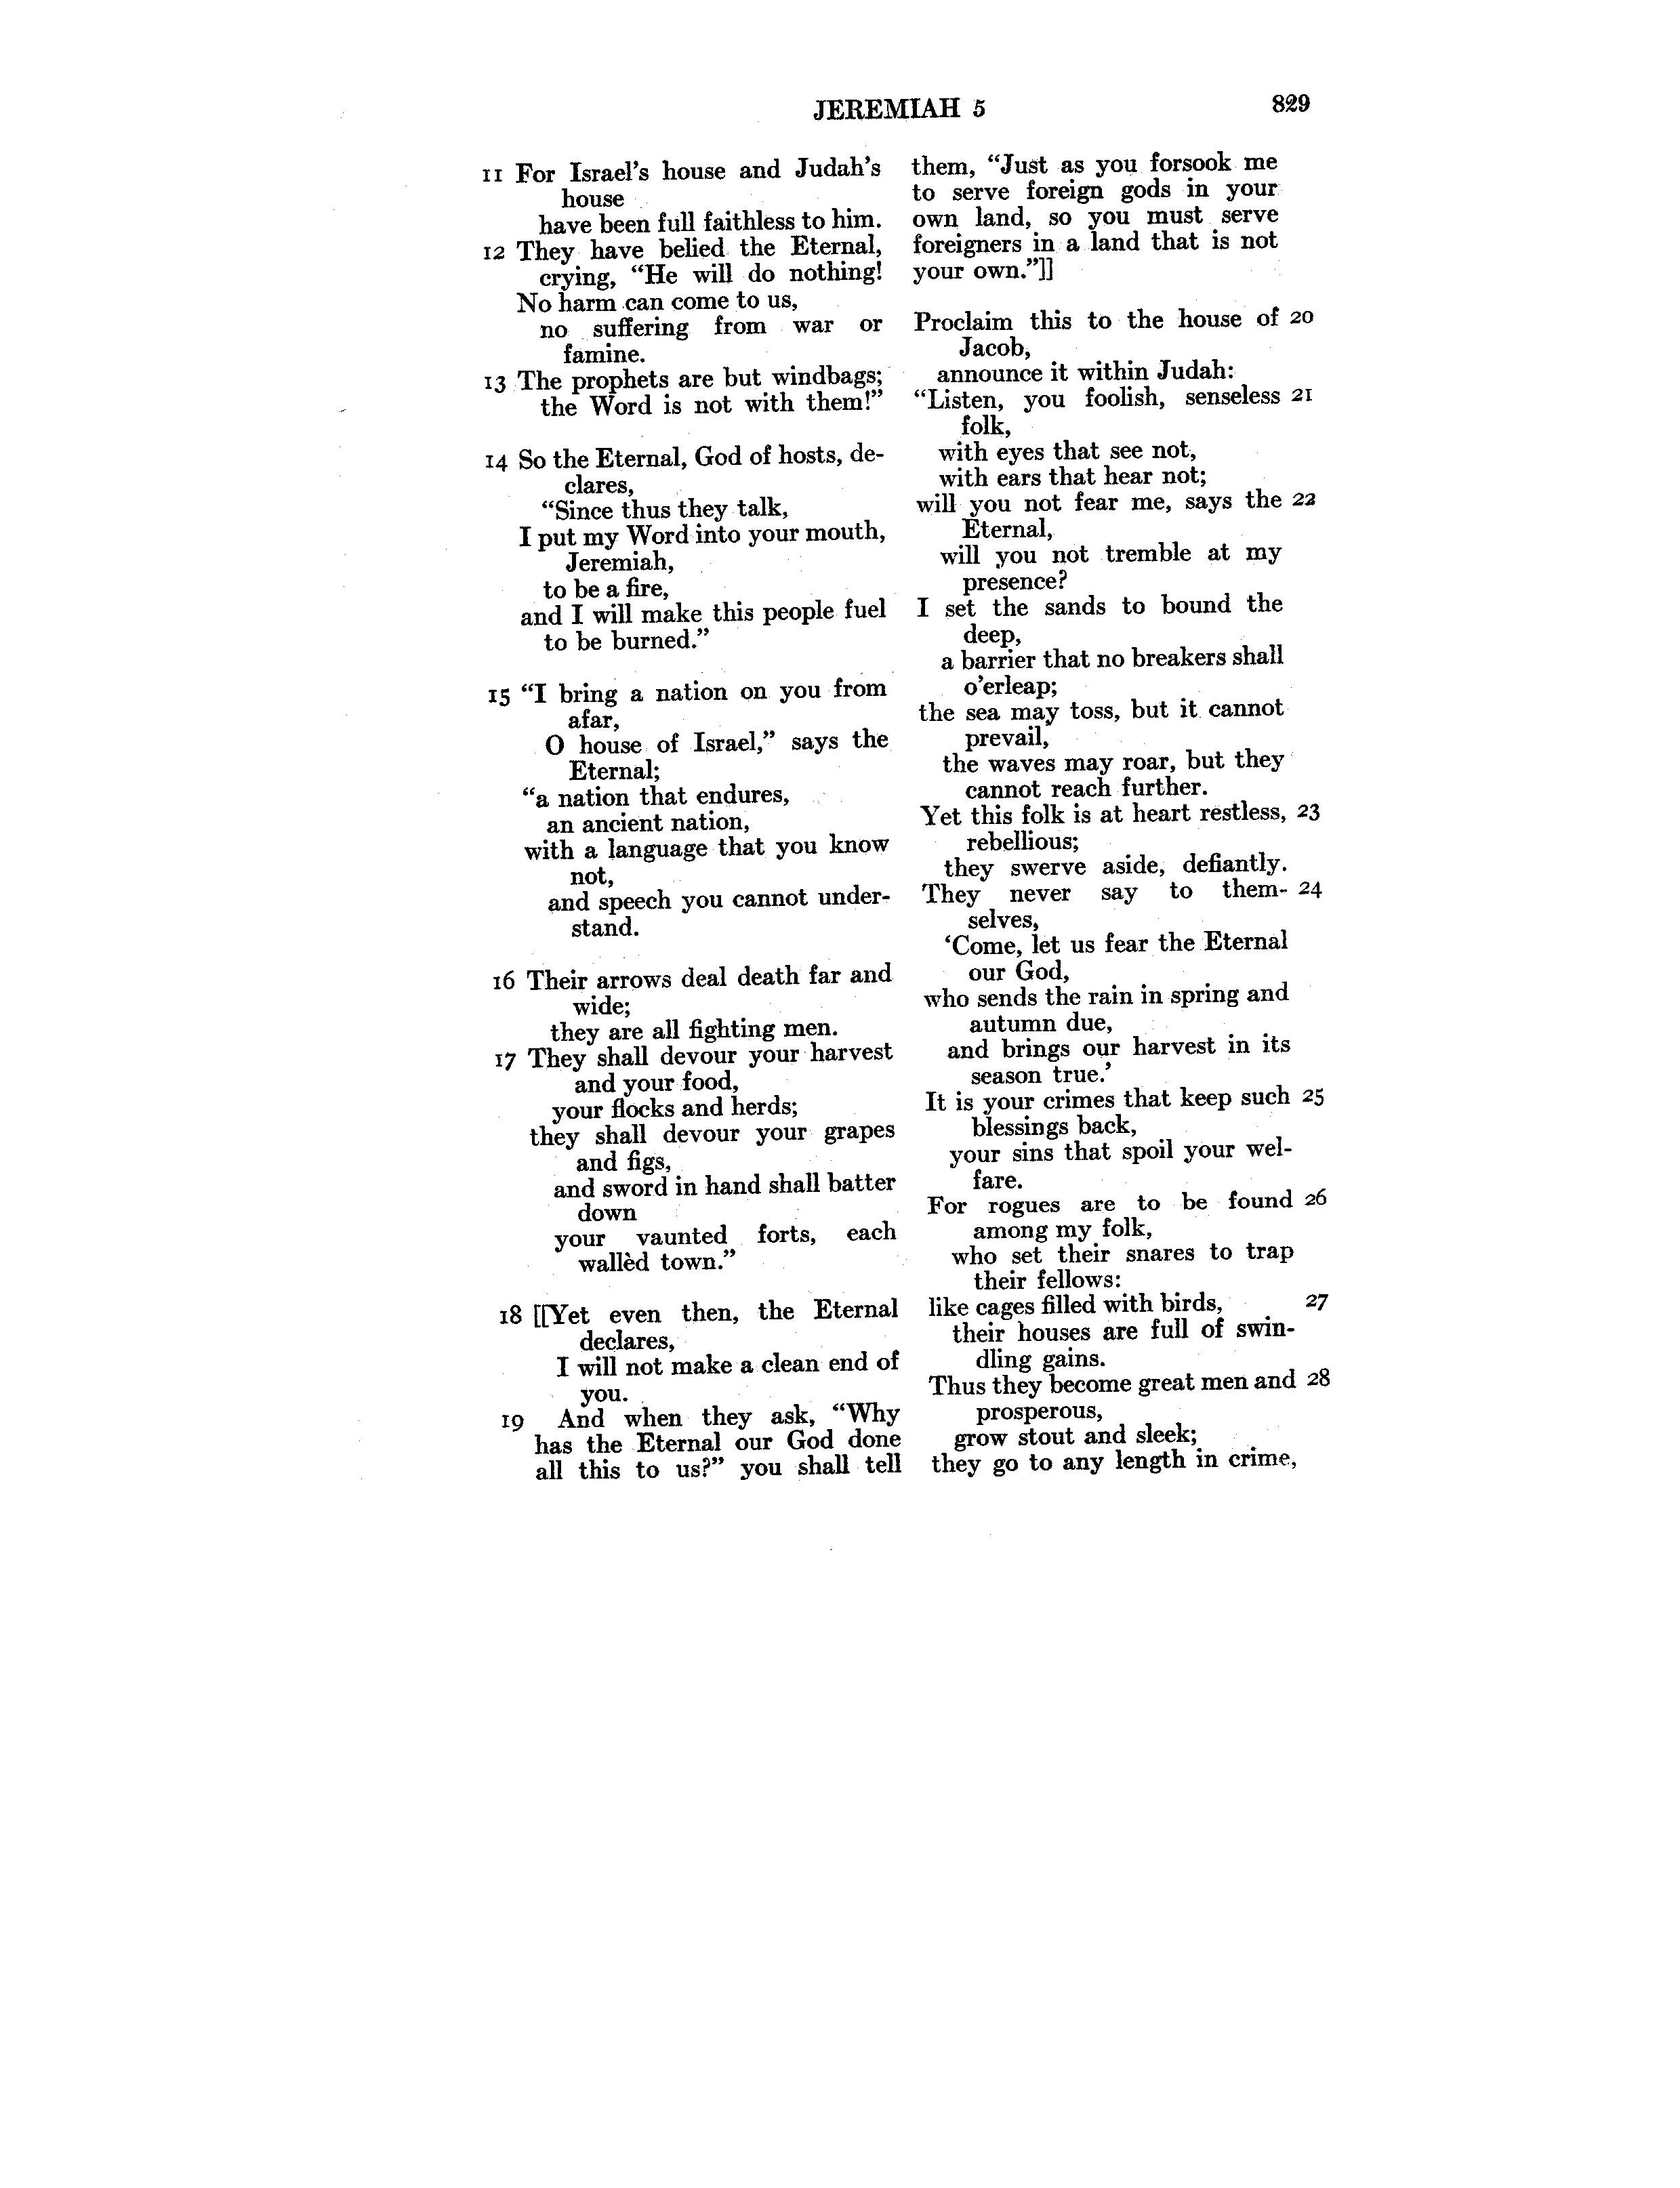 JEREMIAH 5
829
11 For Israel's house and Judah's
house
have been full faithless to him.
12 They have belied the Eternal,
crying, “He will do nothing!
No harm can come to us,
no suffering from war or
famine.
13 The prophets are but windbags;
the Word is not with them!”
14 So the Eternal, God of hosts, de-
clares,
“Since thus they talk,
I put my Word into your mouth,
Jeremiah,
to be a fire,
and I will make this people fuel
to be burned.”
15 “I bring a nation on you from
afar,
O house of Israel,” says the
Eternal;
“a nation that endures,
an ancient nation,
with a language that you know
not,
and speech you cannot under-
stand.
16 Their arrows deal death far and
wide;
they are all fighting men.
17 They shall devour your harvest
and your food,
your flocks and herds;
they shall devour your grapes
and figs,
and sword in hand shall batter
down
your vaunted forts, each
wallèd town.”
18 [[Yet even then, the Eternal
declares,
I will not make a clean end of
you.
19 And when they ask, “Why
has the Eternal our God done
all this to us?” you shall tell
them, “Just as you forsook me
to serve foreign gods in your
own land, so you must serve
foreigners in a land that is not
your own.”]]
Proclaim this to the house of 20
Jacob,
announce it within Judah:
“Listen, you foolish, senseless 21
folk,
with eyes that see not,
with ears that hear not;
will you not fear me, says the 22
Eternal,
will you not tremble at my
presence?
I set the sands to bound the
deep,
a barrier that no breakers shall
o'erleap;
the sea may toss, but it cannot
prevail,
the waves may roar, but they
cannot reach further.
Yet this folk is at heart restless, 23
rebellious;
they swerve aside, defiantly.
They never say to them- 24
selves,
‘Come, let us fear the Eternal
our God,
who sends the rain in spring and
autumn due,
and brings our harvest in its
season true.’
It is your crimes that keep such 25
blessings back,
your sins that spoil your wel-
fare.
For rogues are to be found 26
among my folk,
who set their snares to trap
their fellows:
like cages filled with birds, 27
their houses are full of swin-
dling gains.
Thus they become great men and 28
prosperous,
grow stout and sleek;
they go to any length in crime,